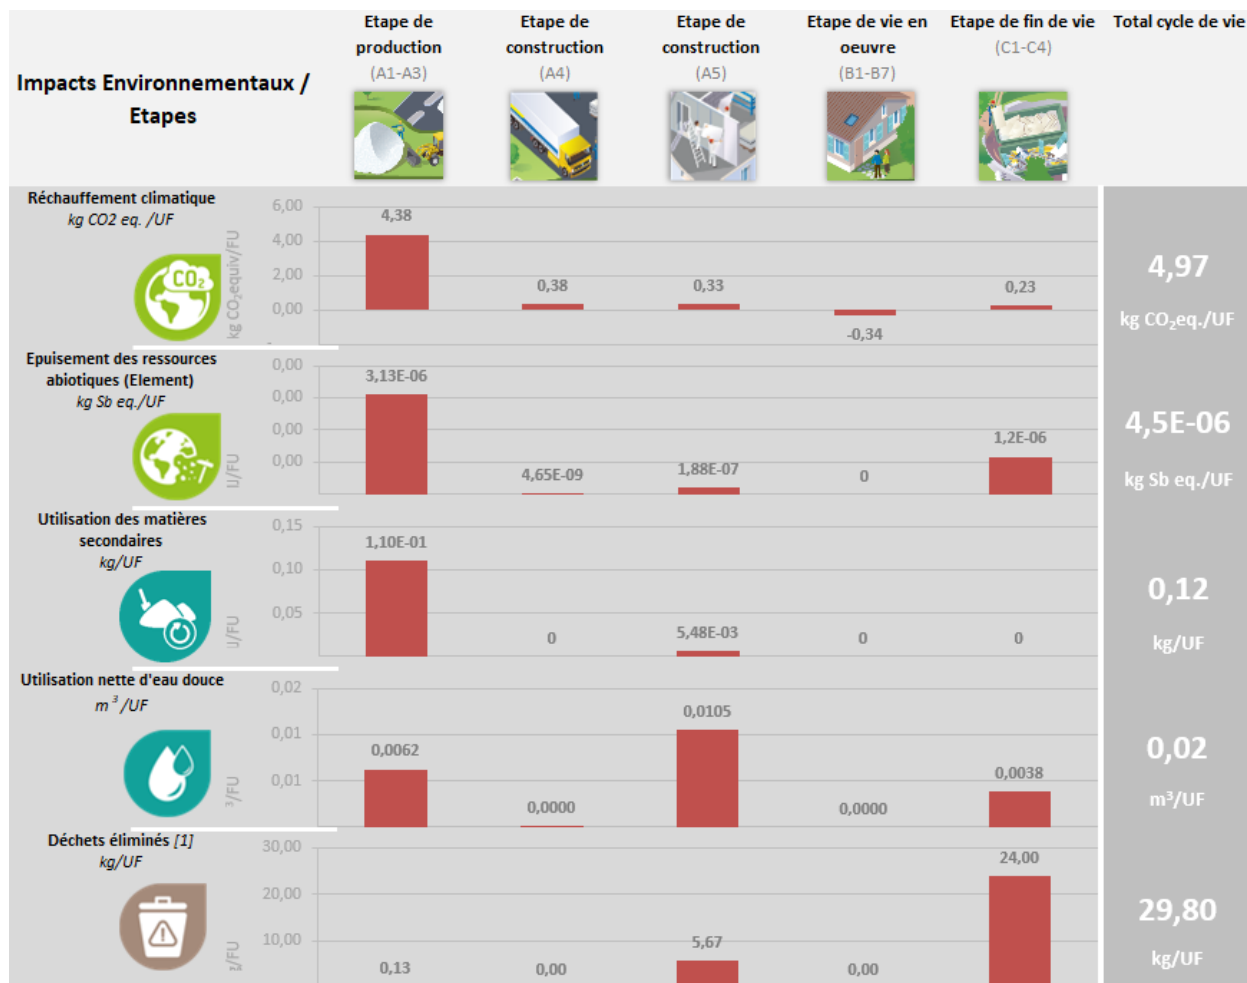 Impacts Environnementaux /
Etapes
Etape de
production
(A1-A3)
Etape de
construction
(A4)
Etape de
construction
(A5)
Etape de vie en
oeuvre
(B1-B7)
Etape de fin de vie
(C1-C4)
Total cycle de vie
Réchauffement climatique
kg CO2 eq. /UF
CO2
kg CO2equiv/FU
6,00
4,00
2,00
0,00
-
4,38
0,38
0,33
-0,34
0,23
4,97
kg CO2eq./UF
Epuisement des ressources
abiotiques (Element)
kg Sb eq./UF
/FU
0,00
0,00
0,00
0,00
3,13E-06
4,65E-09
1,88E-07
0
1,2E-06
4,5E-06
kg Sb eq./UF
Utilisation des matières
secondaires
kg/UF
/FU
0,15
0,10
0,05
1,10E-01
0
5,48E-03
0
0
0,12
kg/UF
Utilisation nette d'eau douce
m³ /UF
³/FU
0,02
0,01
0,01
0,0062
0,0000
0,0105
0,0000
0,0038
0,02
m³/UF
Déchets éliminés [1]
kg/UF
/FU
30,00
20,00
10,00
0,13
0,00
5,67
0,00
24,00
29,80
kg/UF